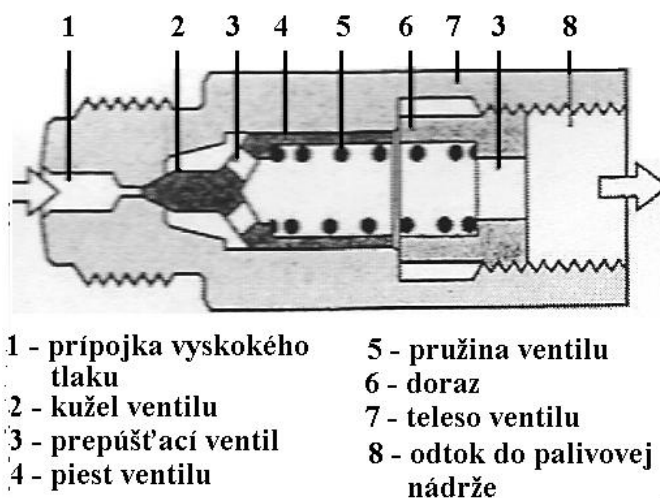 1 2 3 4 5 6 7 3 8
1 - prípojka vyskokého
tlaku
2 - kužel ventilu
3 - prepúšťací ventil
4 - piest ventilu
5 - pružina ventilu
6 - doraz
7 - teleso ventilu
8 - odtok do palivovej
nádrže